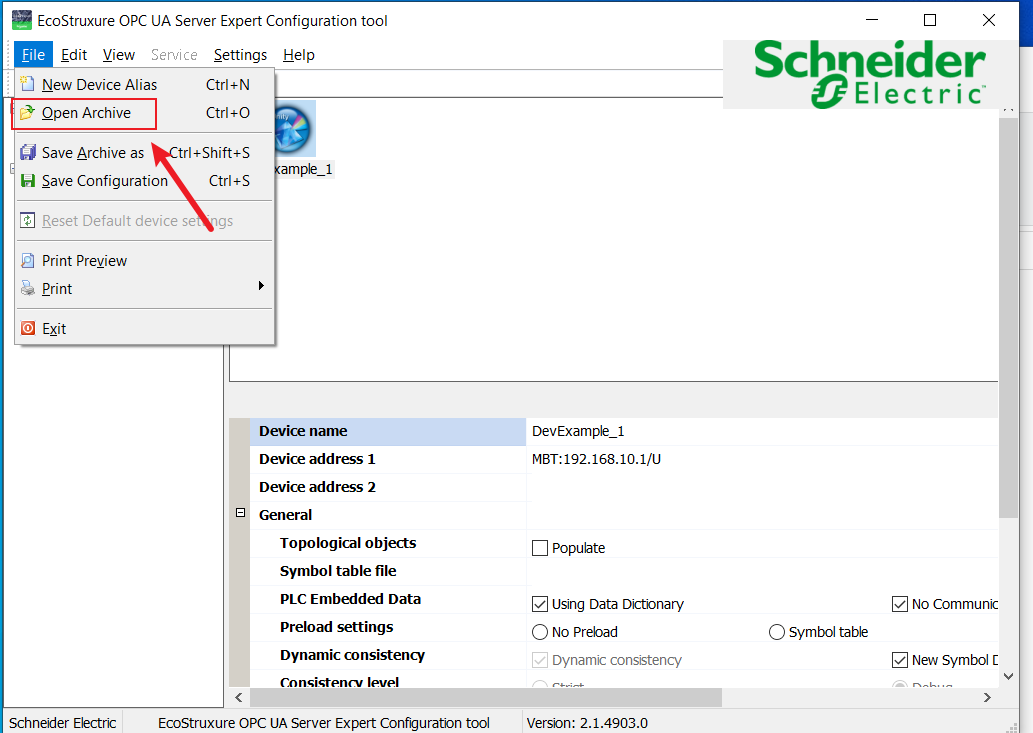 EcoStruxure OPC UA Server Expert Configuration tool
File Edit View Service Settings Help
Schneider
Electric
New Device Alias Ctrl+N
Open Archive Ctrl+O
Save Archive as Ctrl+Shift+S
xample_1
Save Configuration Ctrl+S
Reset Default device settings
Print Preview
Print
Exit
Device name DevExample_1
Device address 1 MBT:192.168.10.1/U
Device address 2
General
Topological objects Populate
Symbol table file
PLC Embedded Data Using Data Dictionary No Communic
Preload settings No Preload Symbol table
Dynamic consistency Dynamic consistency New Symbol D
Consistency level Strict Debug
Schneider Electric EcoStruxure OPC UA Server Expert Configuration tool Version: 2.1.4903.0